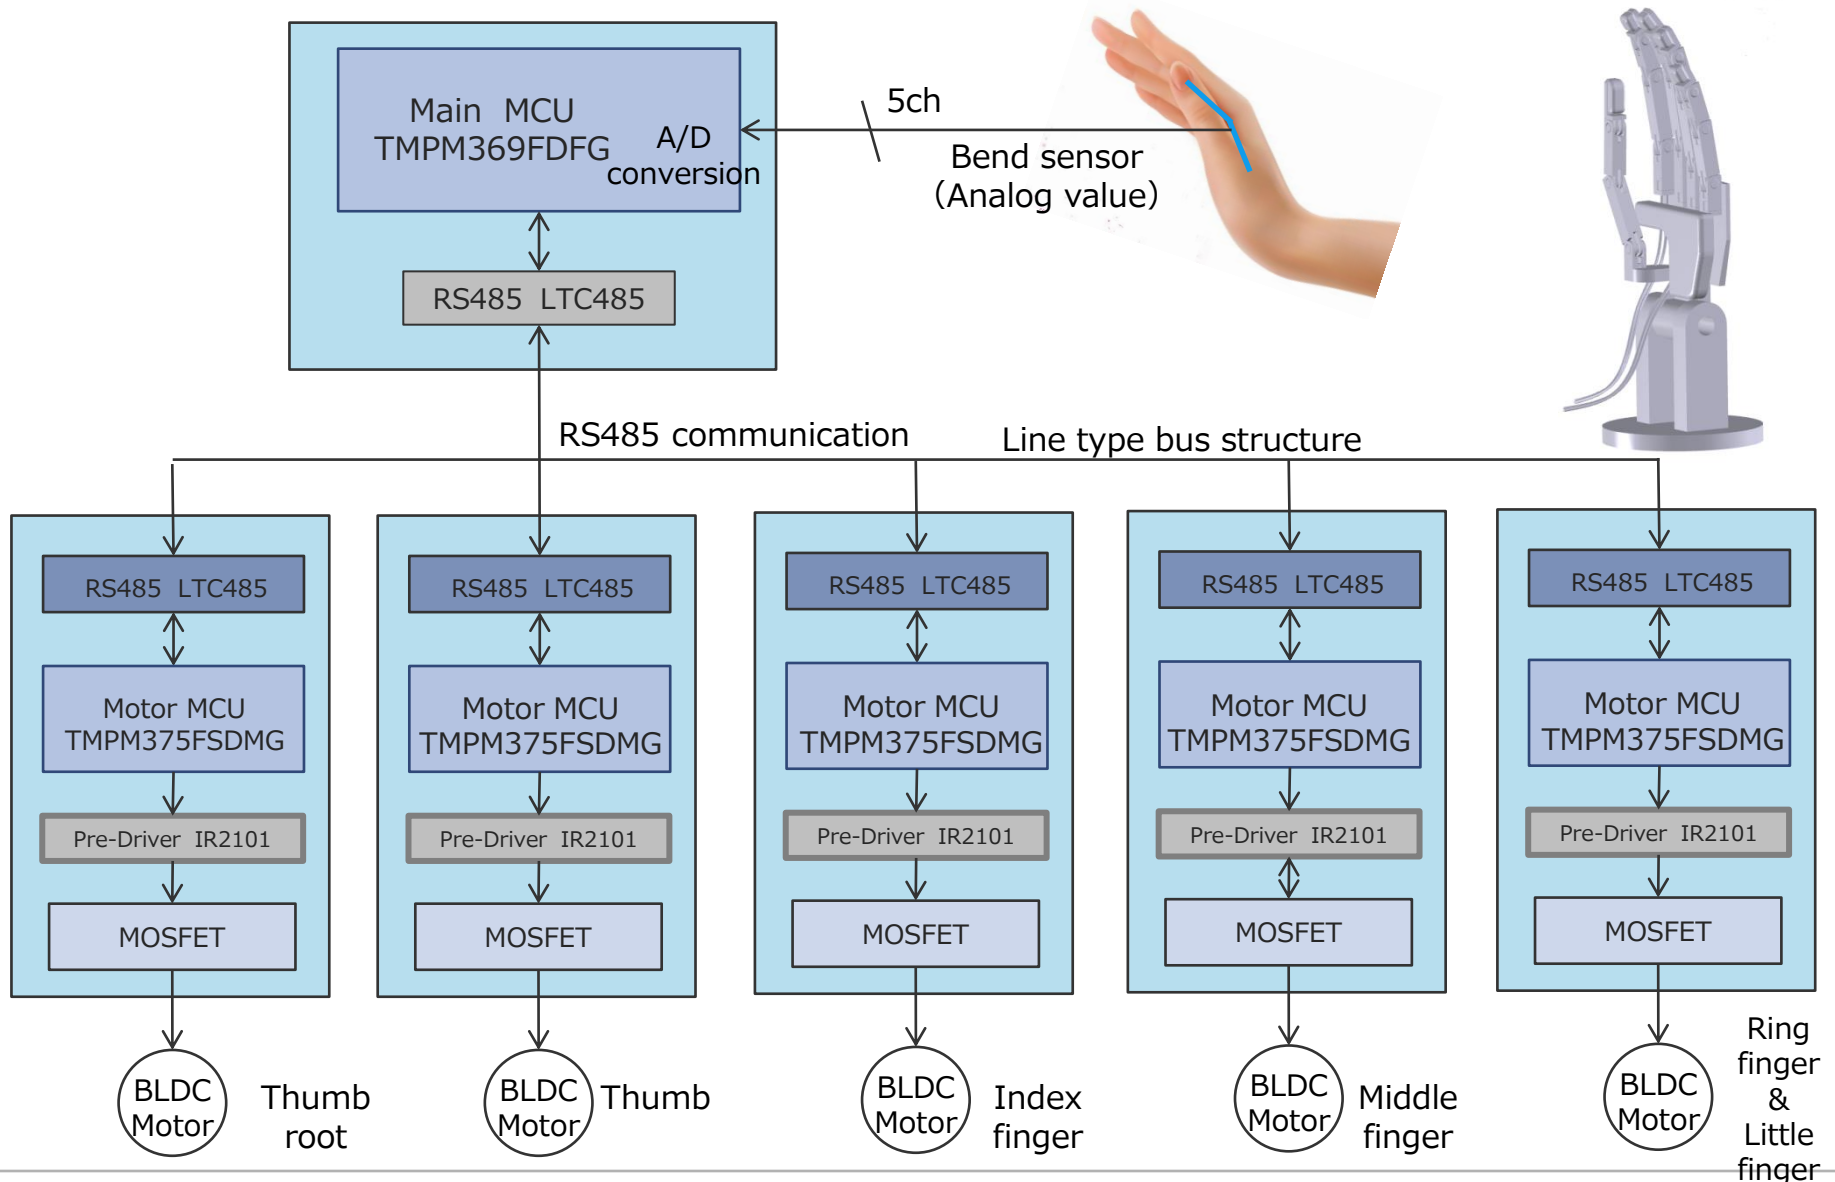 Main MCU
TMPM369FDFG
A/D
conversion
5ch
Bend sensor
(Analog value)
RS485 LTC485
RS485 communication
Line type bus structure
RS485 LTC485
Motor MCU
TMPM375FSDMG
Pre-Driver IR2101
MOSFET
BLDC
Motor
Thumb
root
RS485 LTC485
Motor MCU
TMPM375FSDMG
Pre-Driver IR2101
MOSFET
BLDC
Motor
Thumb
RS485 LTC485
Motor MCU
TMPM375FSDMG
Pre-Driver IR2101
MOSFET
BLDC
Motor
Index
finger
RS485 LTC485
Motor MCU
TMPM375FSDMG
Pre-Driver IR2101
MOSFET
BLDC
Motor
Middle
finger
RS485 LTC485
Motor MCU
TMPM375FSDMG
Pre-Driver IR2101
MOSFET
BLDC
Motor
Ring
finger
&
Little
finger